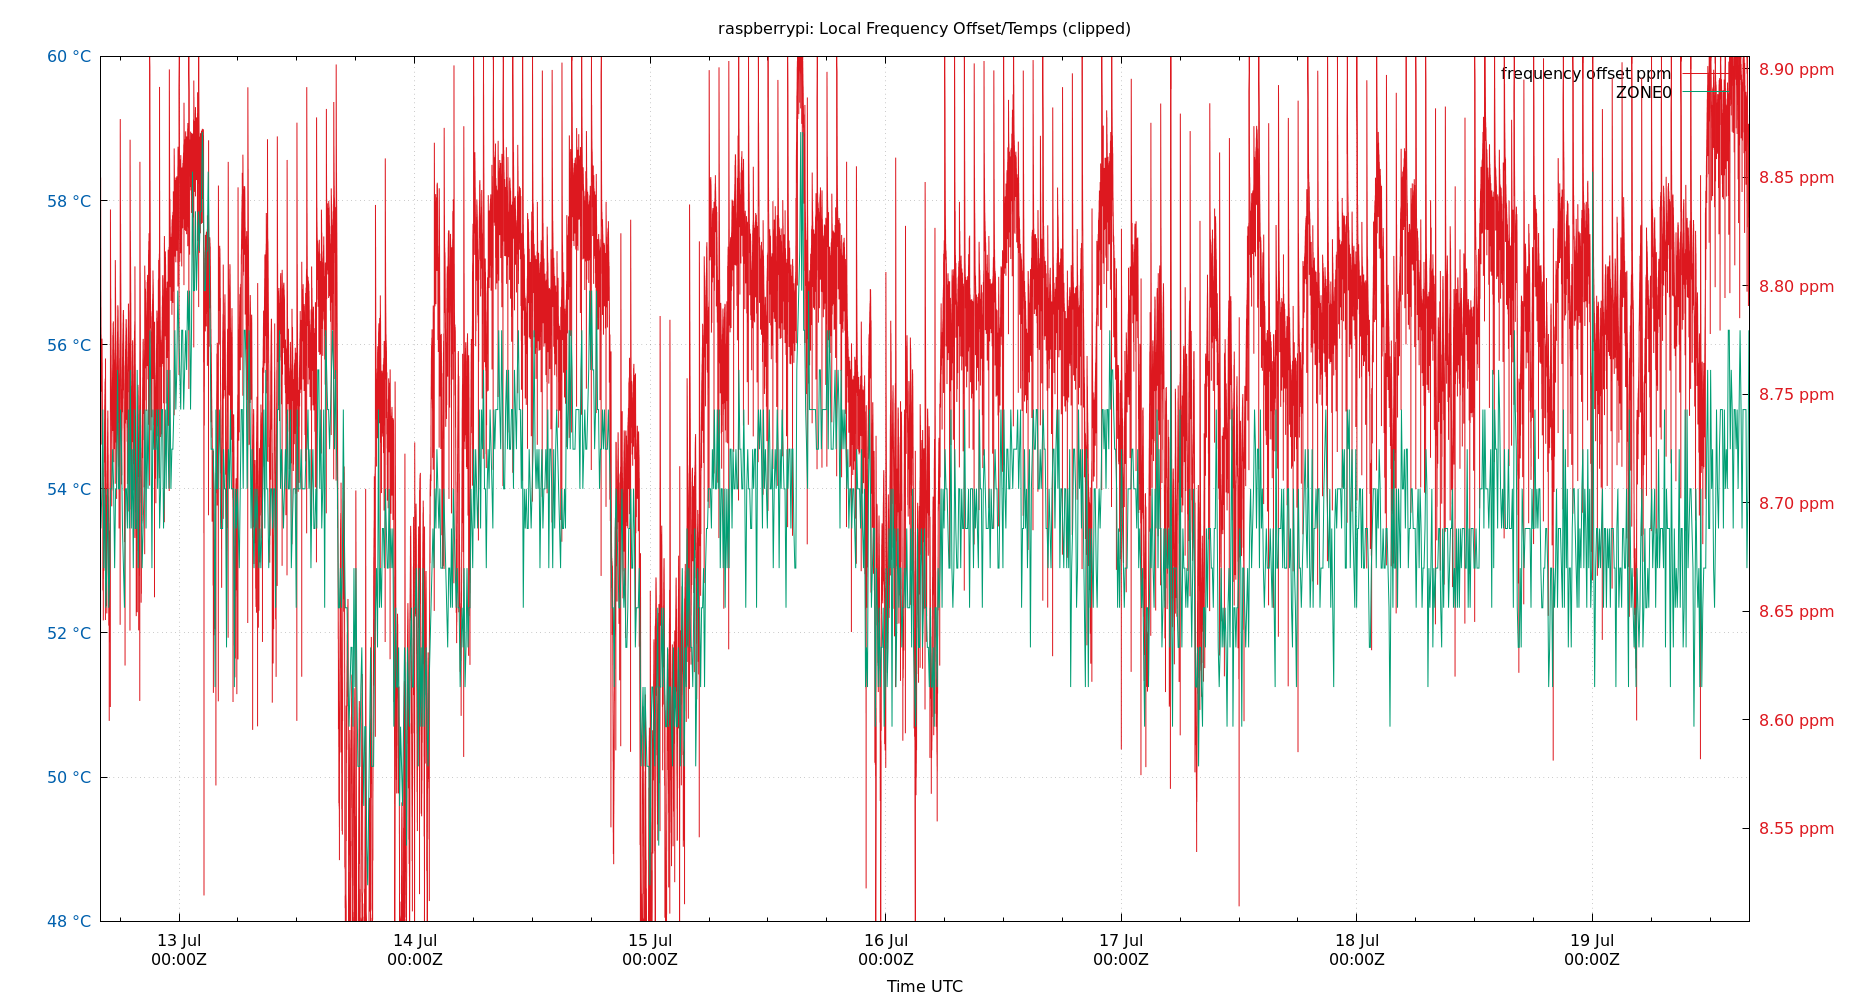 raspberrypi: Local Frequency Offset/Temps (clipped)
60 °C
58 °C
56 °C
54 °C
52 °C
50 °C
48 °C
frequency offset ppm
ZONE0
8.90 ppm
8.85 ppm
8.80 ppm
8.75 ppm
8.70 ppm
8.65 ppm
8.60 ppm
8.55 ppm
13 Jul
00:00Z
14 Jul
00:00Z
15 Jul
00:00Z
16 Jul
00:00Z
17 Jul
00:00Z
18 Jul
00:00Z
19 Jul
00:00Z
Time UTC